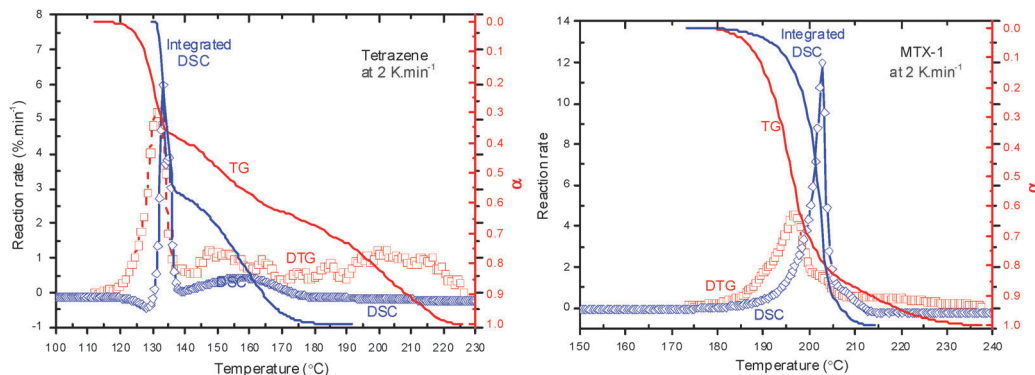 8
7
6
5
4
3
2
1
0
-1
Reaction rate (%.min⁻¹)
Integrated
DSC
Tetrazene
at 2 K.min⁻¹
TG
DTG
DSC
DSC
0.0
0.1
0.2
0.3
0.4
0.5
0.6
0.7
0.8
0.9
1.0
α
100 110 120 130 140 150 160 170 180 190 200 210 220 230
Temperature (°C)
14
12
10
8
6
4
2
0
Reaction rate
Integrated
DSC
MTX-1
at 2 K.min⁻¹
TG
DTG
DSC
0.0
0.1
0.2
0.3
0.4
0.5
0.6
0.7
0.8
0.9
1.0
α
150 160 170 180 190 200 210 220 230 240
Temperature (°C)